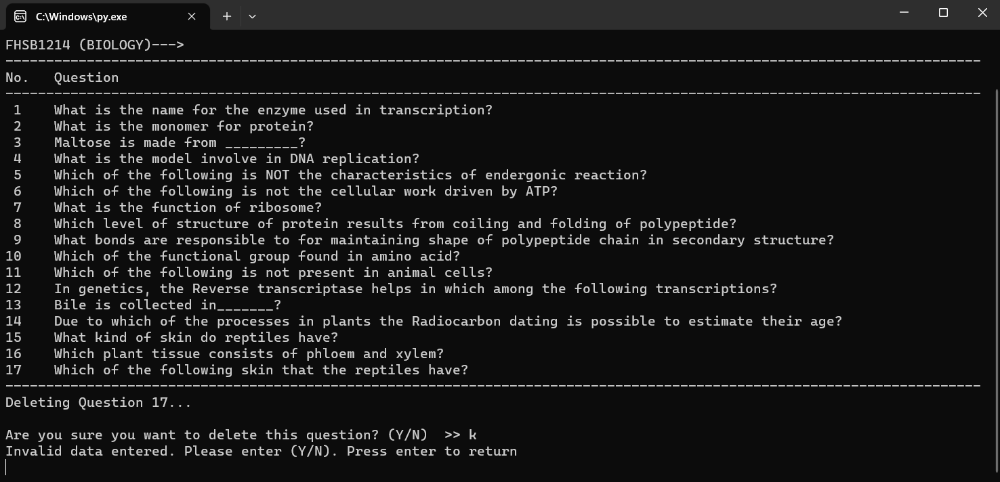 C:\Windows\py.exe
FHSB1214 (BIOLOGY)--->
------------------------------------------------------------------------------------------------------------------------
No.   Question
------------------------------------------------------------------------------------------------------------------------
 1    What is the name for the enzyme used in transcription?
 2    What is the monomer for protein?
 3    Maltose is made from _________?
 4    What is the model involve in DNA replication?
 5    Which of the following is NOT the characteristics of endergonic reaction?
 6    Which of the following is not the cellular work driven by ATP?
 7    What is the function of ribosome?
 8    Which level of structure of protein results from coiling and folding of polypeptide?
 9    What bonds are responsible to for maintaining shape of polypeptide chain in secondary structure?
10    Which of the functional group found in amino acid?
11    Which of the following is not present in animal cells?
12    In genetics, the Reverse transcriptase helps in which among the following transcriptions?
13    Bile is collected in_______?
14    Due to which of the processes in plants the Radiocarbon dating is possible to estimate their age?
15    What kind of skin do reptiles have?
16    Which plant tissue consists of phloem and xylem?
17    Which of the following skin that the reptiles have?
------------------------------------------------------------------------------------------------------------------------
Deleting Question 17...
Are you sure you want to delete this question? (Y/N)  >> k
Invalid data entered. Please enter (Y/N). Press enter to return